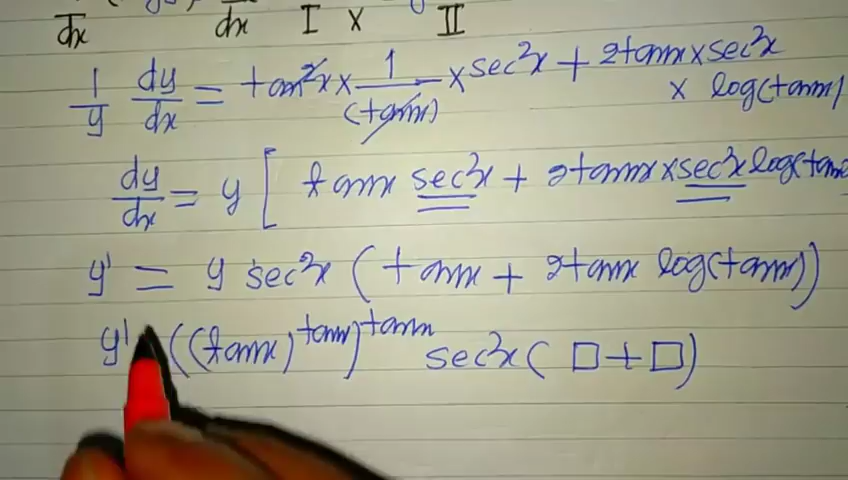 dx dx I x II
1/y dy/dx = tan²x x 1/(tanx) x sec²x + 2tanx x sec²x
x log(tanx)
dy/dx = y [ tanx sec²x + 2tanx x sec²x log(tanx
y' = y sec²x (tanx + 2tanx log(tanx))
y' ((tanx)^tanx)^tanx sec²x ( □ + □ )